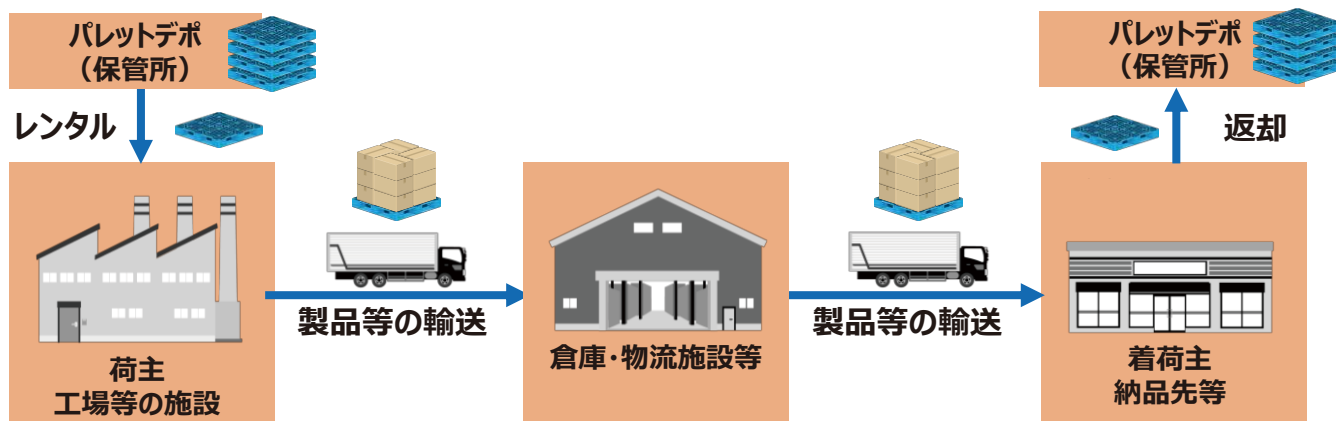 パレットデポ
（保管所）
レンタル
荷主
工場等の施設
製品等の輸送
倉庫・物流施設等
製品等の輸送
パレットデポ
（保管所）
返却
着荷主
納品先等